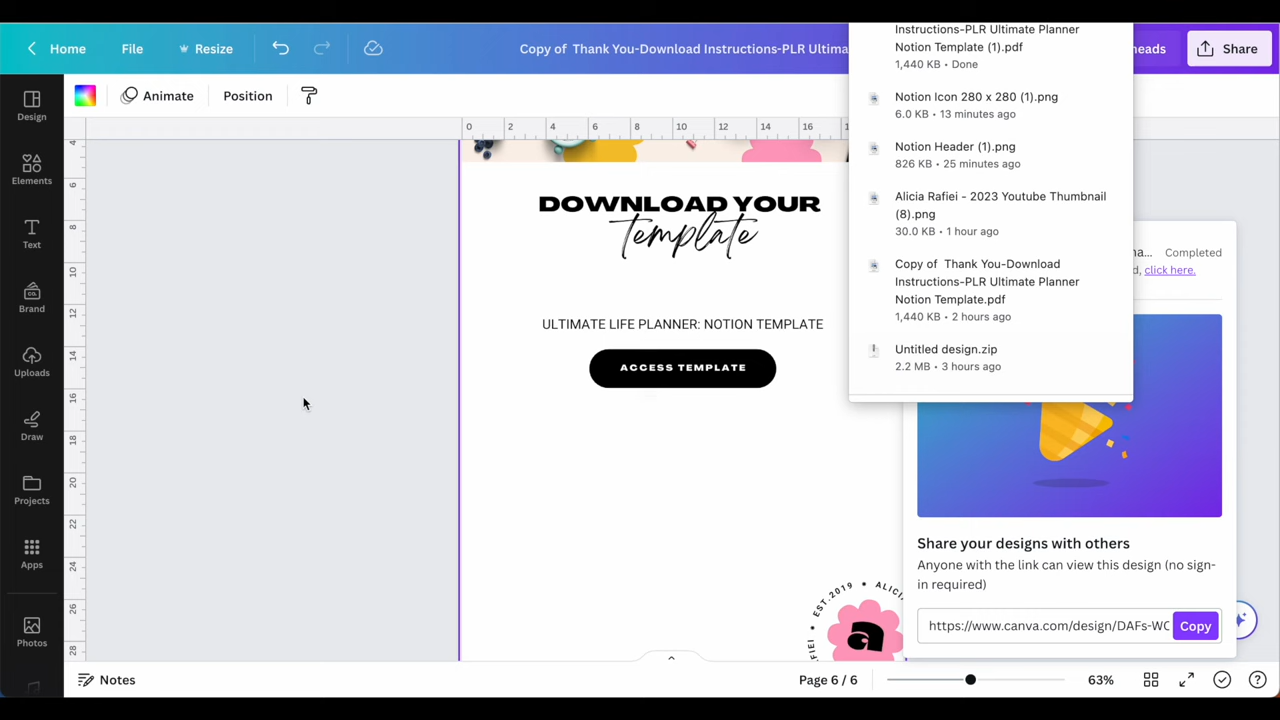 Home
File
Resize
Copy of Thank You-Download Instructions-PLR Ultima
heads
Share
Animate
Position
0 2 4 6 8 10 12 14 16
4
6
8
10
12
14
16
18
20
22
24
26
28
Design
Elements
Text
Brand
CO.
Uploads
Draw
Projects
Apps
Photos
DOWNLOAD YOUR
template
ULTIMATE LIFE PLANNER: NOTION TEMPLATE
ACCESS TEMPLATE
EST.2019 • ALICI
FIEI
a
Instructions-PLR Ultimate Planner
Notion Template (1).pdf
1,440 KB • Done
Notion Icon 280 x 280 (1).png
6.0 KB • 13 minutes ago
Notion Header (1).png
826 KB • 25 minutes ago
Alicia Rafiei - 2023 Youtube Thumbnail
(8).png
30.0 KB • 1 hour ago
Copy of Thank You-Download
Instructions-PLR Ultimate Planner
Notion Template.pdf
1,440 KB • 2 hours ago
Untitled design.zip
2.2 MB • 3 hours ago
na... Completed
d, click here.
Share your designs with others
Anyone with the link can view this design (no sign-
in required)
https://www.canva.com/design/DAFs-WC
Copy
Notes
Page 6 / 6
63%